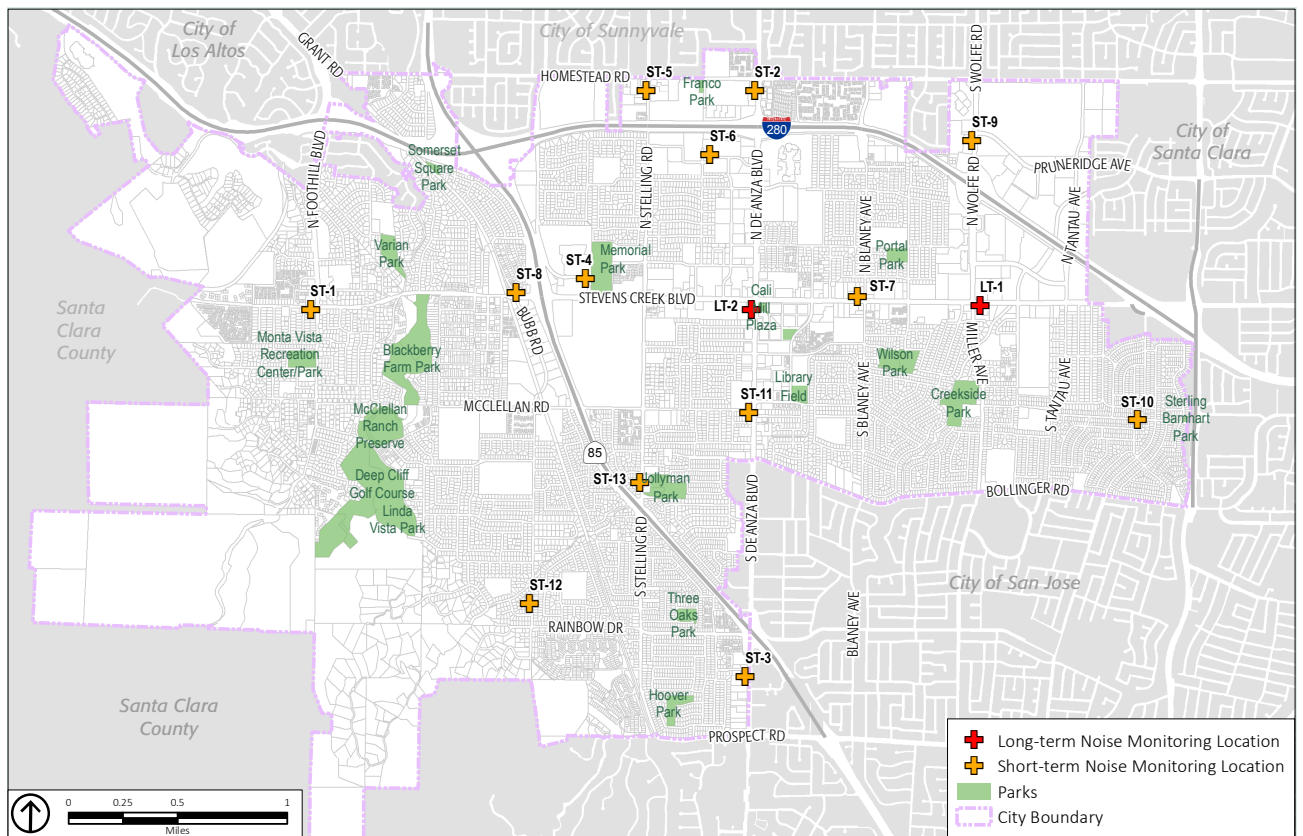 City of
Los Altos
GRANT RD
City of Sunnyvale
HOMESTEAD RD
ST-5
Franco
Park
ST-2
S WOLFE RD
280
ST-9
City of
Santa Clara
ST-6
PRUNERIDGE AVE
N FOOTHILL BLVD
Somerset
Square
Park
N STELLING RD
N DE ANZA BLVD
N BLANEY AVE
N WOLFE RD
N TANTAU AVE
Varian
Park
Memorial
Park
Portal
Park
ST-4
ST-8
ST-1
STEVENS CREEK BLVD
Cali
Mill
Plaza
LT-2
ST-7
LT-1
Santa
Clara
County
BUBB RD
Monta Vista
Recreation
Center/Park
Blackberry
Farm Park
Wilson
Park
MILLER AVE
Library
Field
S BLANEY AVE
Creekside
Park
S TANTAU AVE
ST-10
Sterling
Barnhart
Park
MCCLELLAN RD
ST-11
McClellan
Ranch
Preserve
85
Deep Cliff
Golf Course
Linda
Vista Park
ST-13
Jollyman
Park
BOLLINGER RD
S DE ANZA BLVD
S STELLING RD
City of San Jose
ST-12
RAINBOW DR
Three
Oaks
Park
BLANEY AVE
ST-3
Hoover
Park
PROSPECT RD
Santa Clara
County
Long-term Noise Monitoring Location
Short-term Noise Monitoring Location
Parks
City Boundary
0 0.25 0.5 1
Miles